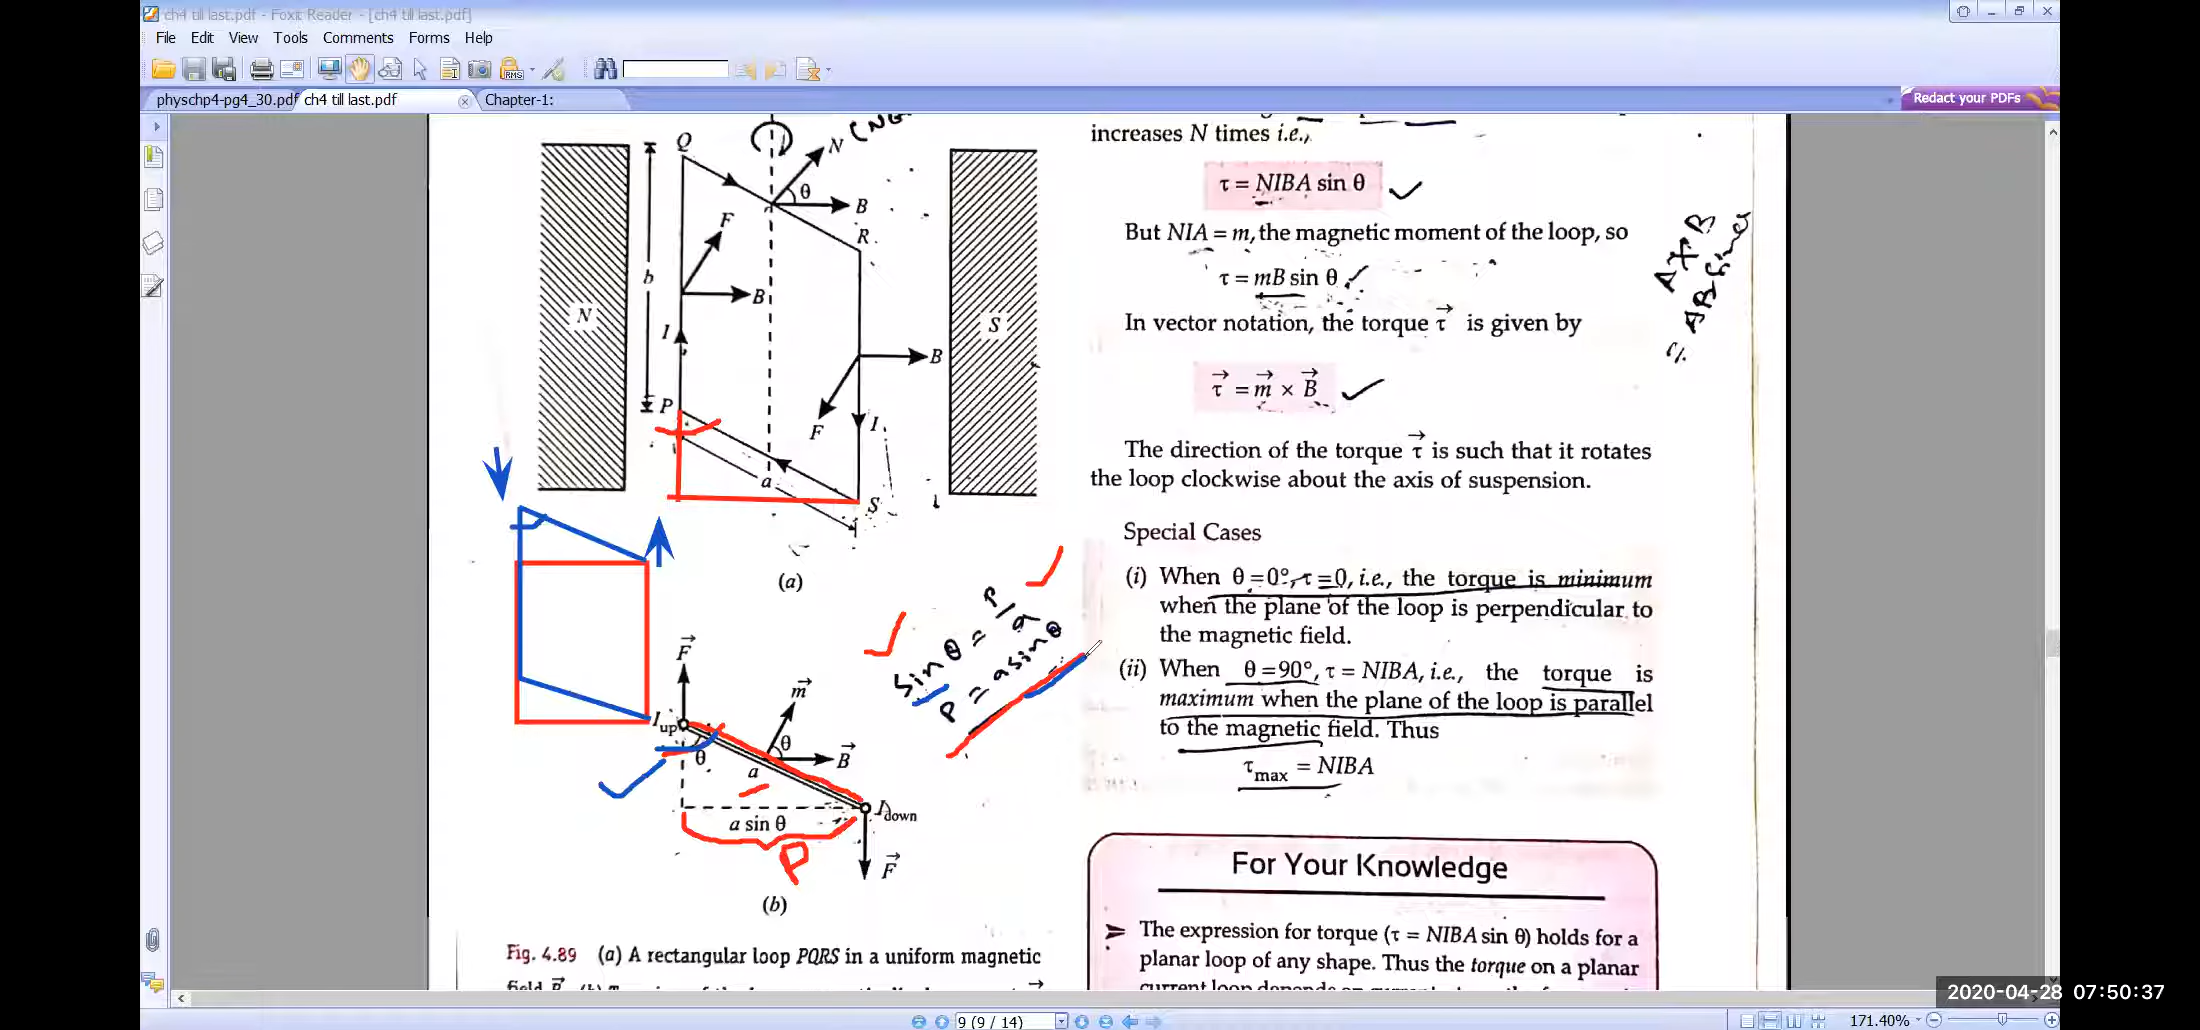 ch4 till last.pdf - Foxit Reader - [ch4 till last.pdf]
File Edit View Tools Comments Forms Help
RMS
physchp4-pg4_30.pdf ch4 till last.pdf Chapter-1: Redact your PDFs
Q
N
θ
B
F
R
b
B
N
I
S
B
P
F
I
a
S
(a)
sin θ = P/a
P = a sin θ
F
I up
m
θ
B
θ
a
I down
a sin θ
P
F
(b)
Fig. 4.89 (a) A rectangular loop PQRS in a uniform magnetic
increases N times i.e.,
τ = NIBA sin θ
But NIA = m, the magnetic moment of the loop, so
τ = mB sin θ
In vector notation, the torque τ⃗ is given by
τ⃗ = m⃗ × B⃗
A × B
The direction of the torque τ⃗ is such that it rotates
the loop clockwise about the axis of suspension.
Special Cases
(i) When θ = 0°, τ = 0, i.e., the torque is minimum
when the plane of the loop is perpendicular to
the magnetic field.
(ii) When θ = 90°, τ = NIBA, i.e., the torque is
maximum when the plane of the loop is parallel
to the magnetic field. Thus
τmax = NIBA
For Your Knowledge
➢ The expression for torque (τ = NIBA sin θ) holds for a
planar loop of any shape. Thus the torque on a planar
2020-04-28 07:50:37
9 (9 / 14) 171.40%